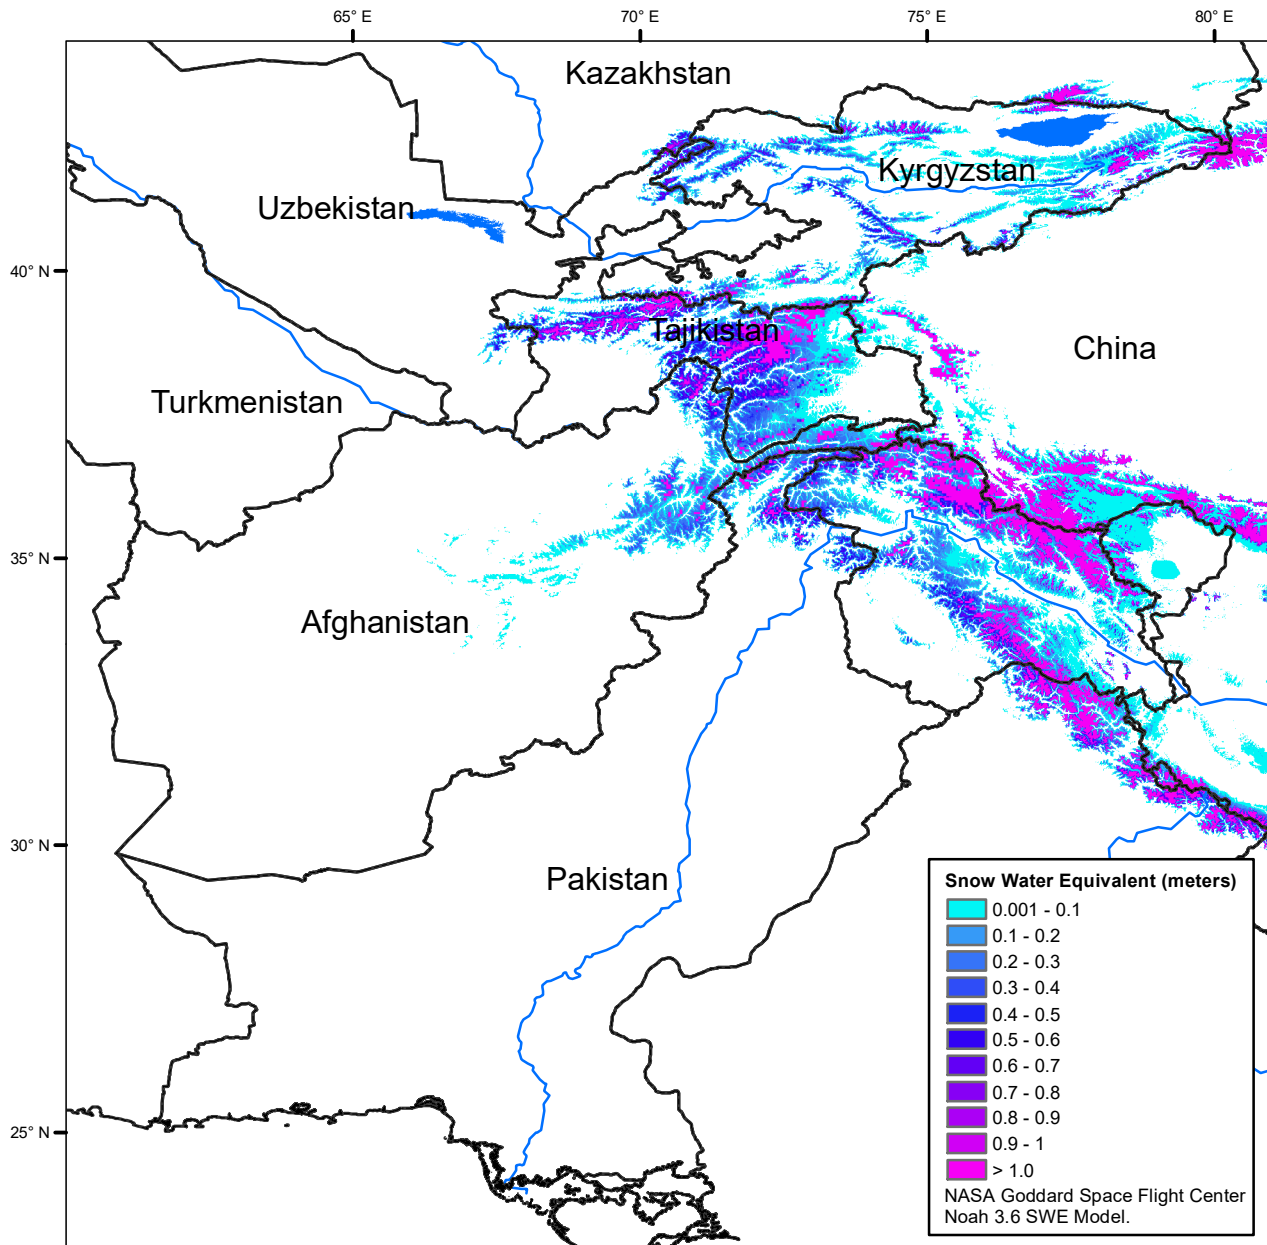 65° E
70° E
75° E
80° E
Kazakhstan
Kyrgyzstan
Uzbekistan
40° N
Tajikistan
China
Turkmenistan
35° N
Afghanistan
30° N
Pakistan
25° N
Snow Water Equivalent (meters)
0.001 - 0.1
0.1 - 0.2
0.2 - 0.3
0.3 - 0.4
0.4 - 0.5
0.5 - 0.6
0.6 - 0.7
0.7 - 0.8
0.8 - 0.9
0.9 - 1
> 1.0
NASA Goddard Space Flight Center
Noah 3.6 SWE Model.